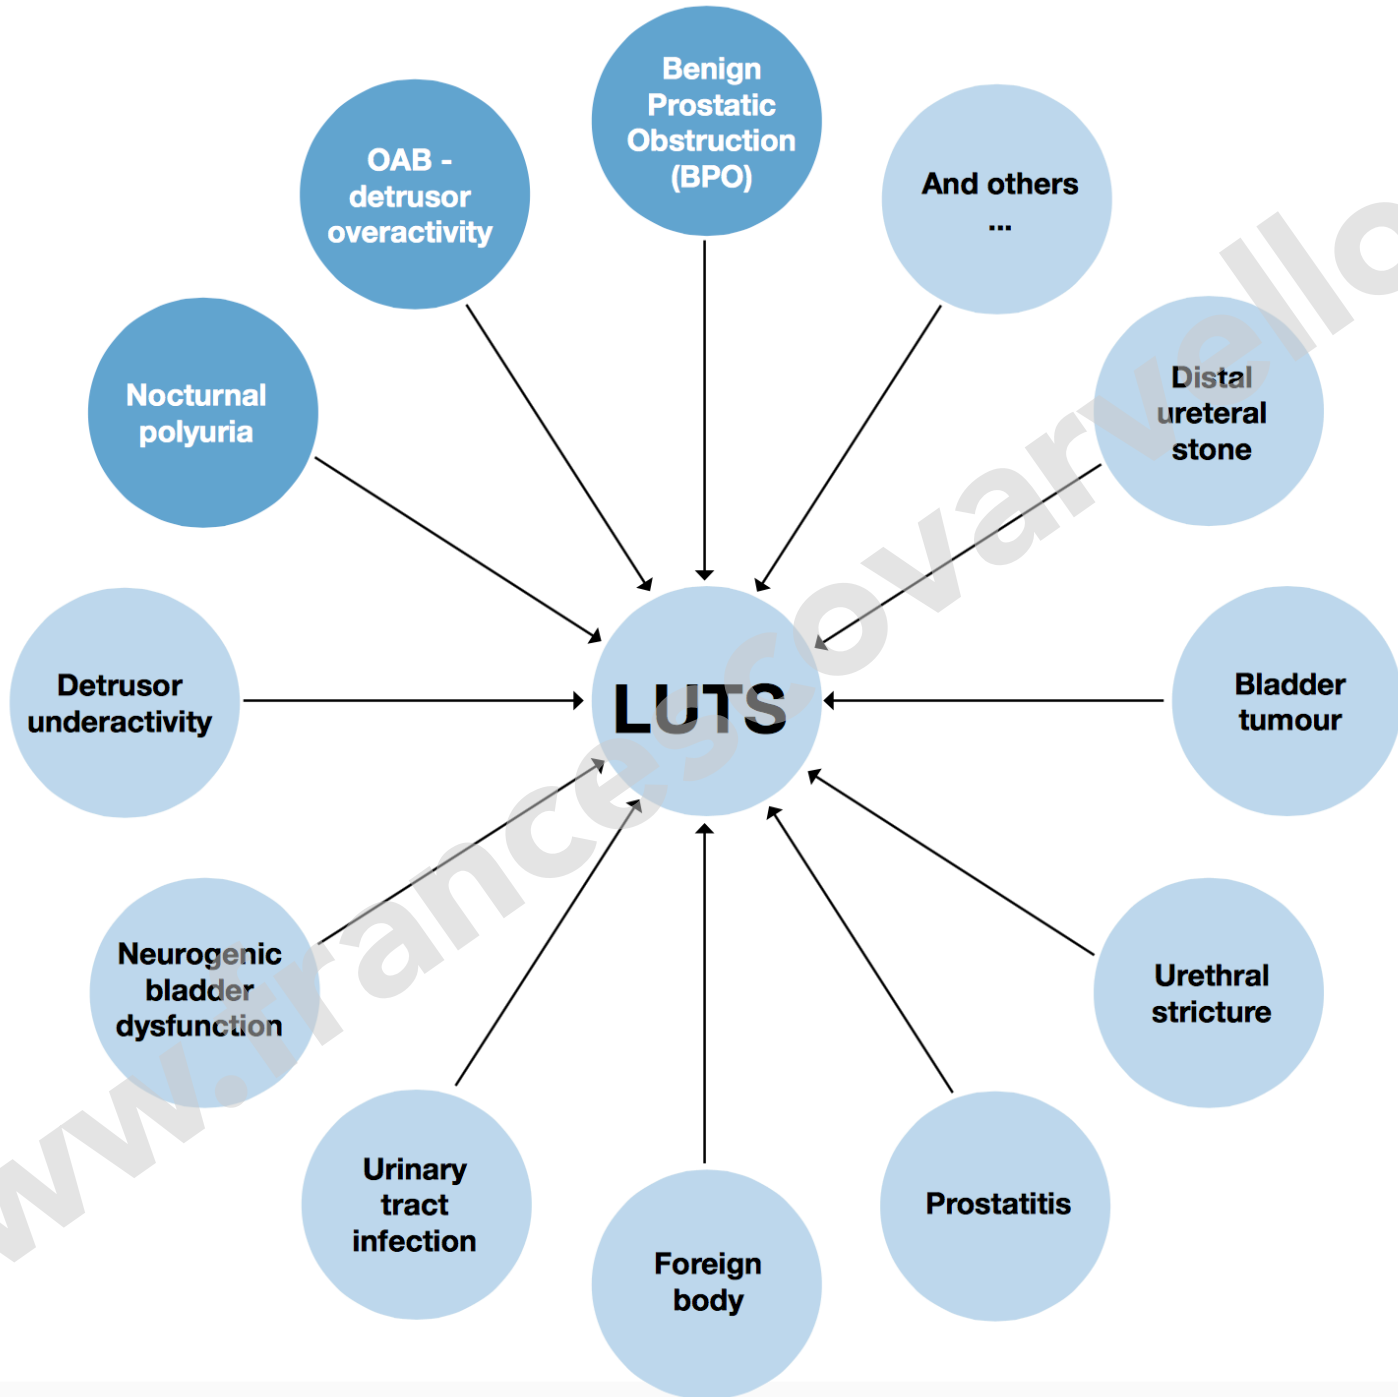 Benign
Prostatic
Obstruction
(BPO)
And others
...
Distal
ureteral
stone
Bladder
tumour
Urethral
stricture
Prostatitis
Foreign
body
Urinary
tract
infection
Neurogenic
bladder
dysfunction
Detrusor
underactivity
Nocturnal
polyuria
OAB -
detrusor
overactivity
LUTS
ww.francescovarvello